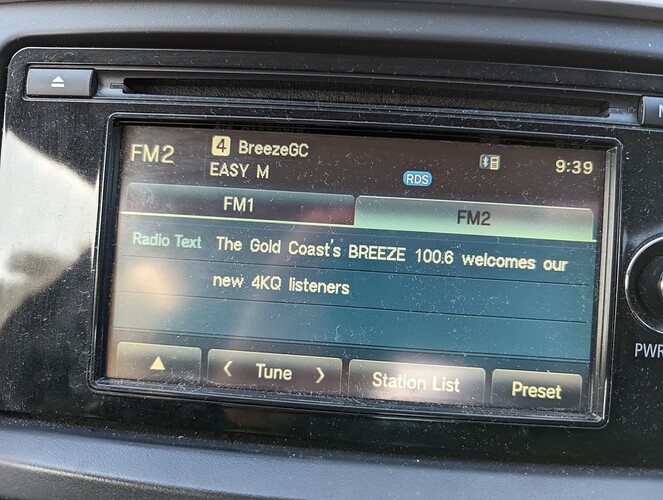 FM2
4 BreezeGC
9:39
EASY M
RDS
FM1
FM2
Radio Text
The Gold Coast's BREEZE 100.6 welcomes our
new 4KQ listeners
< Tune >
Station List
Preset
PWR